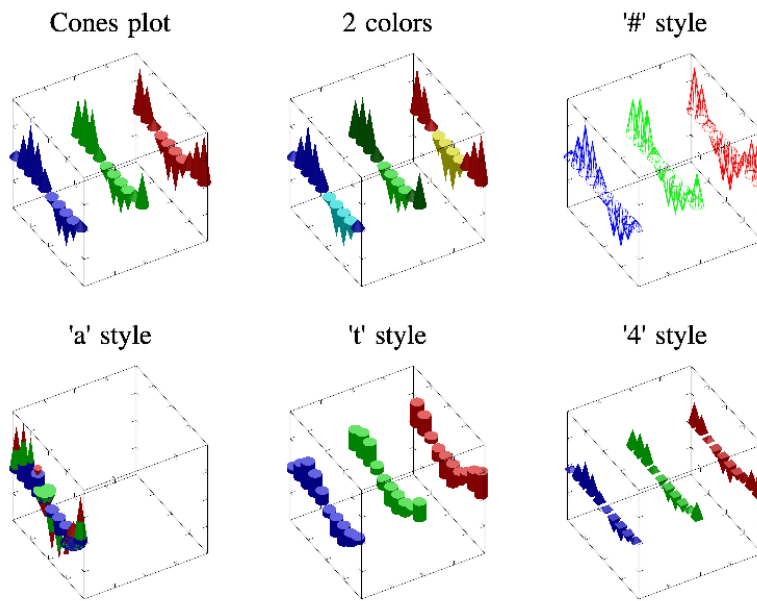 Cones plot
2 colors
'#' style
'a' style
't' style
'4' style